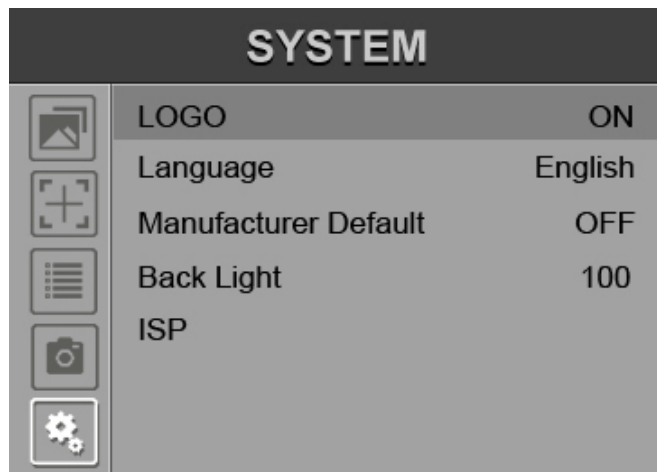 SYSTEM
LOGO ON
Language English
Manufacturer Default OFF
Back Light 100
ISP